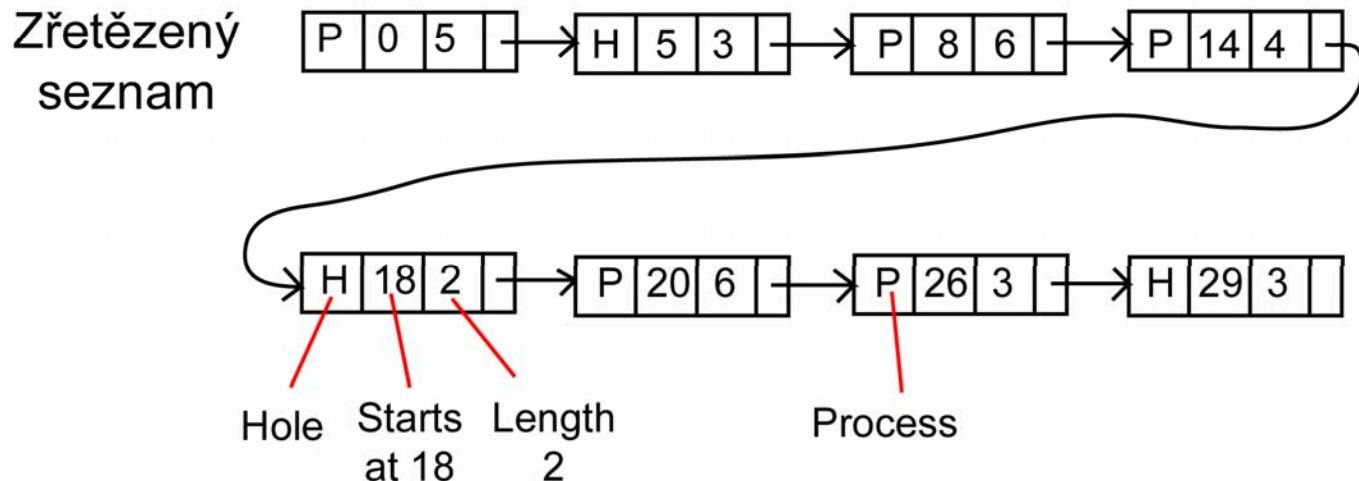 Zřetězený
seznam
P 0 5 H 5 3 P 8 6 P 14 4
H 18 2 P 20 6 P 26 3 H 29 3
Hole Starts at 18 Length 2 Process